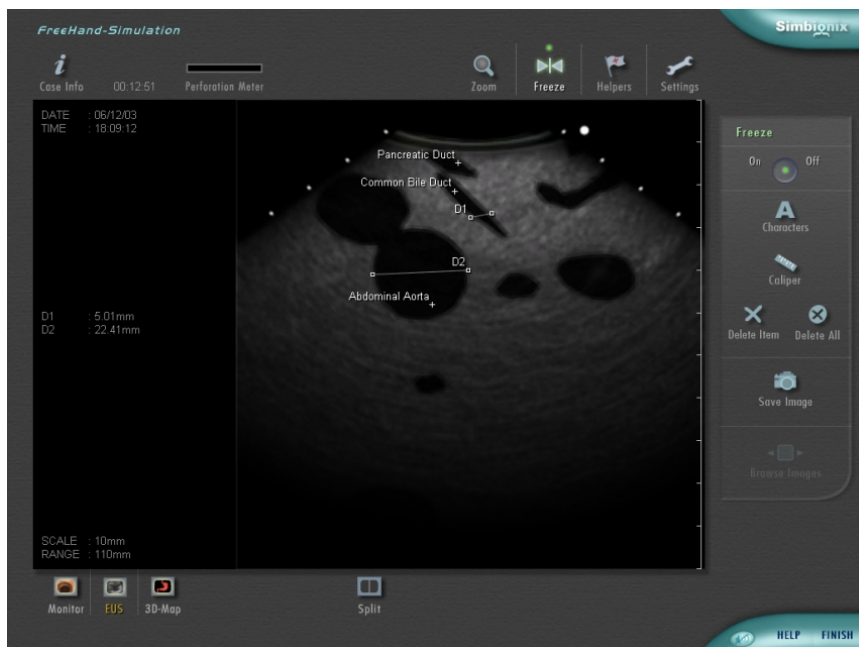 FreeHand-Simulation
Simbionix
Case Info
00:12:51
Perforation Meter
Zoom
Freeze
Helpers
Settings
DATE : 06/12/03
TIME : 18:09:12
Pancreatic Duct
Common Bile Duct
D1
D2
Abdominal Aorta
D1 : 5.01mm
D2 : 22.41mm
SCALE : 10mm
RANGE : 110mm
Freeze
On Off
Characters
Caliper
Delete Item Delete All
Save Image
Browse Images
Monitor
EUS
3D-Map
Split
HELP FINISH